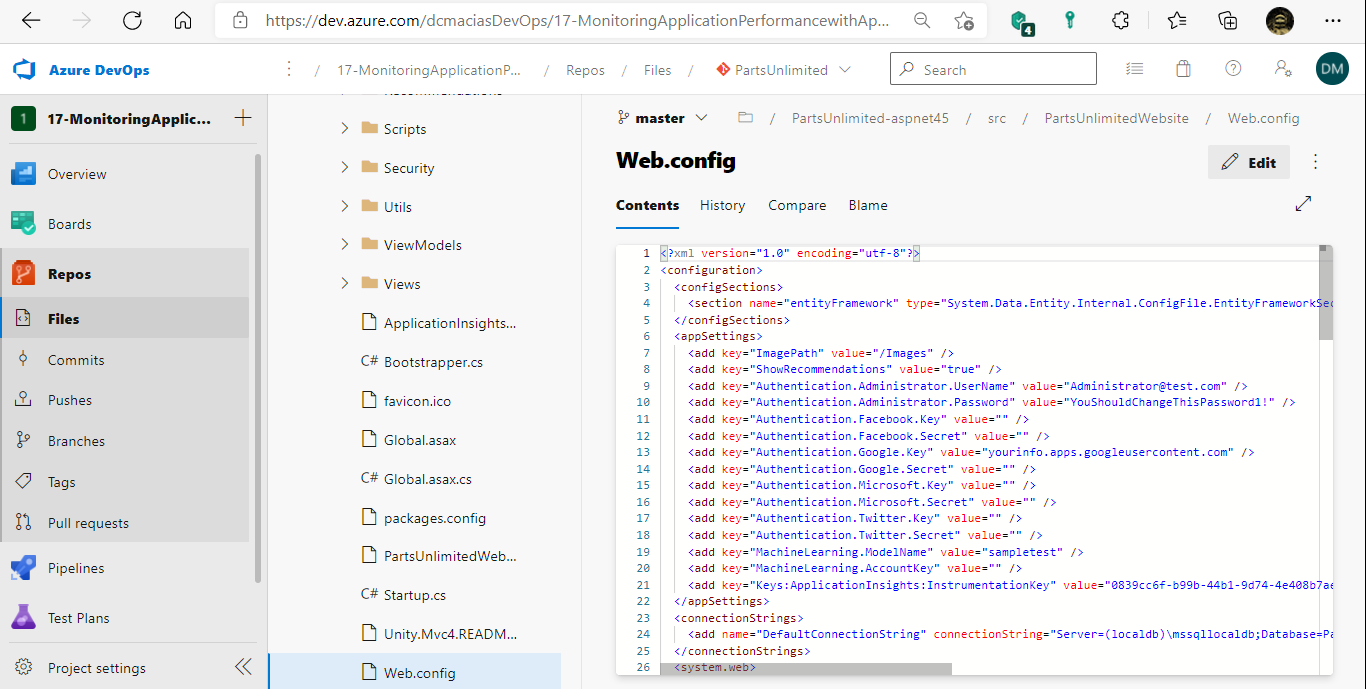 https://dev.azure.com/dcmaciasDevOps/17-MonitoringApplicationPerformancewithAp...
4
Azure DevOps
/ 17-MonitoringApplicationP... / Repos / Files / PartsUnlimited
Search
DM
1 17-MonitoringApplic...
Overview
Boards
Repos
Files
Commits
Pushes
Branches
Tags
Pull requests
Pipelines
Test Plans
Project settings
Recommendations
Scripts
Security
Utils
ViewModels
Views
ApplicationInsights...
C# Bootstrapper.cs
favicon.ico
Global.asax
C# Global.asax.cs
packages.config
PartsUnlimitedWeb...
C# Startup.cs
Unity.Mvc4.READM...
Web.config
master / PartsUnlimited-aspnet45 / src / PartsUnlimitedWebsite / Web.config
Web.config
Edit
Contents History Compare Blame
1 <?xml version="1.0" encoding="utf-8"?>
2 <configuration>
3 <configSections>
4 <section name="entityFramework" type="System.Data.Entity.Internal.ConfigFile.EntityFrameworkSec
5 </configSections>
6 <appSettings>
7 <add key="ImagePath" value="/Images" />
8 <add key="ShowRecommendations" value="true" />
9 <add key="Authentication.Administrator.UserName" value="Administrator@test.com" />
10 <add key="Authentication.Administrator.Password" value="YouShouldChangeThisPassword1!" />
11 <add key="Authentication.Facebook.Key" value="" />
12 <add key="Authentication.Facebook.Secret" value="" />
13 <add key="Authentication.Google.Key" value="yourinfo.apps.googleusercontent.com" />
14 <add key="Authentication.Google.Secret" value="" />
15 <add key="Authentication.Microsoft.Key" value="" />
16 <add key="Authentication.Microsoft.Secret" value="" />
17 <add key="Authentication.Twitter.Key" value="" />
18 <add key="Authentication.Twitter.Secret" value="" />
19 <add key="MachineLearning.ModelName" value="sampletest" />
20 <add key="MachineLearning.AccountKey" value="" />
21 <add key="Keys:ApplicationInsights:InstrumentationKey" value="0839cc6f-b99b-44b1-9d74-4e408b7ae
22 </appSettings>
23 <connectionStrings>
24 <add name="DefaultConnectionString" connectionString="Server=(localdb)\mssqllocaldb;Database=Pa
25 </connectionStrings>
26 <system.web>